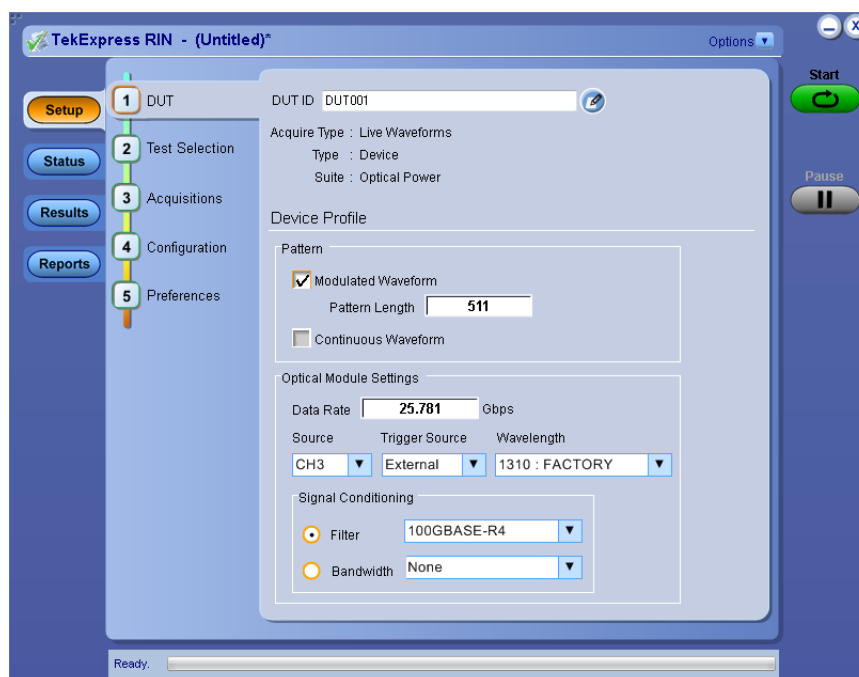 TekExpress RIN - (Untitled)*
Options
X
Start
Pause
Setup
Status
Results
Reports
1 DUT
2 Test Selection
3 Acquisitions
4 Configuration
5 Preferences
DUT ID DUT001
Acquire Type : Live Waveforms
Type : Device
Suite : Optical Power
Device Profile
Pattern
Modulated Waveform
Pattern Length 511
Continuous Waveform
Optical Module Settings
Data Rate 25.781 Gbps
Source Trigger Source Wavelength
CH3 External 1310 : FACTORY
Signal Conditioning
Filter 100GBASE-R4
Bandwidth None
Ready.